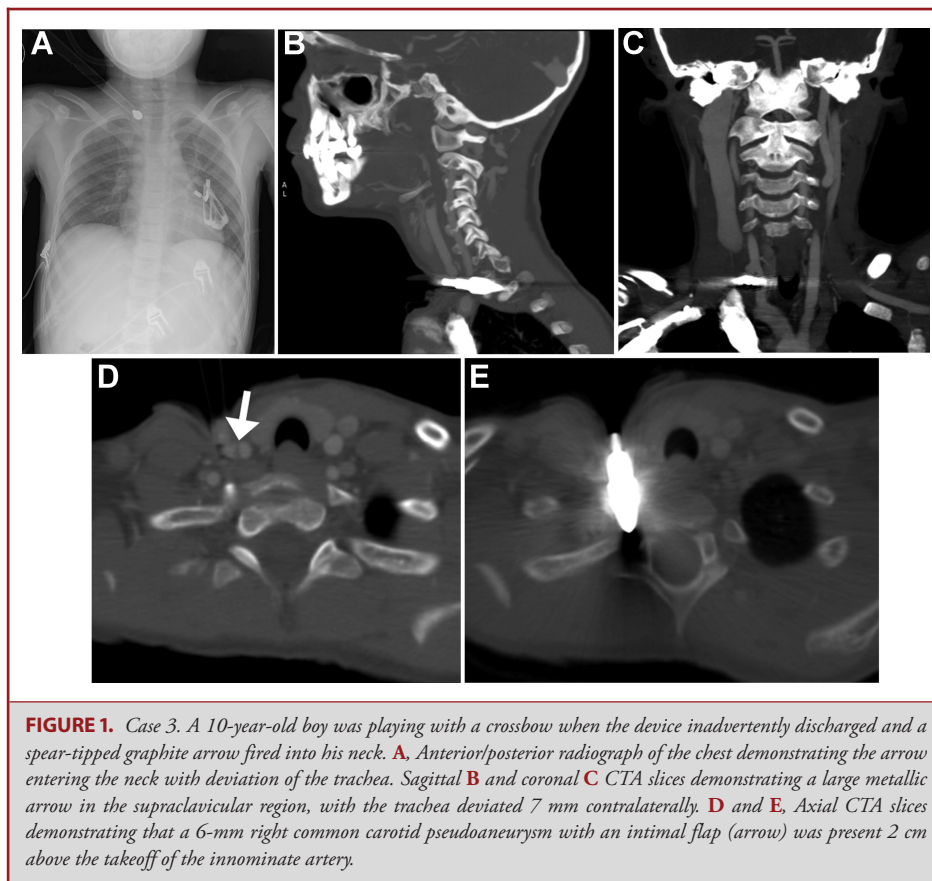 A
B
C
A
L
D
E
FIGURE 1. Case 3. A 10-year-old boy was playing with a crossbow when the device inadvertently discharged and a
spear-tipped graphite arrow fired into his neck. A, Anterior/posterior radiograph of the chest demonstrating the arrow
entering the neck with deviation of the trachea. Sagittal B and coronal C CTA slices demonstrating a large metallic
arrow in the supraclavicular region, with the trachea deviated 7 mm contralaterally. D and E, Axial CTA slices
demonstrating that a 6-mm right common carotid pseudoaneurysm with an intimal flap (arrow) was present 2 cm
above the takeoff of the innominate artery.